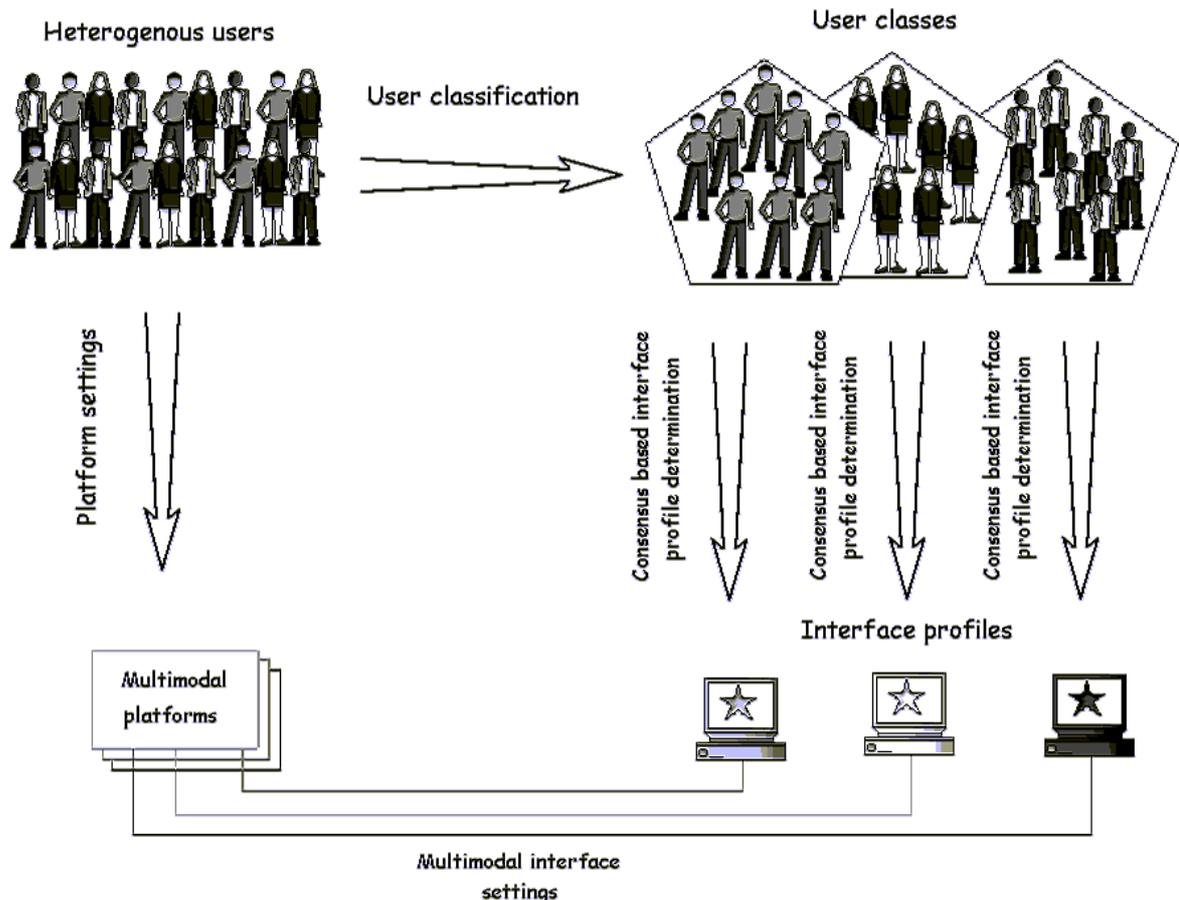 Heterogenous users
User classes
User classification
Platform settings
Consensus based interface
profile determination
Consensus based interface
profile determination
Consensus based interface
profile determination
Interface profiles
Multimodal
platforms
Multimodal interface
settings